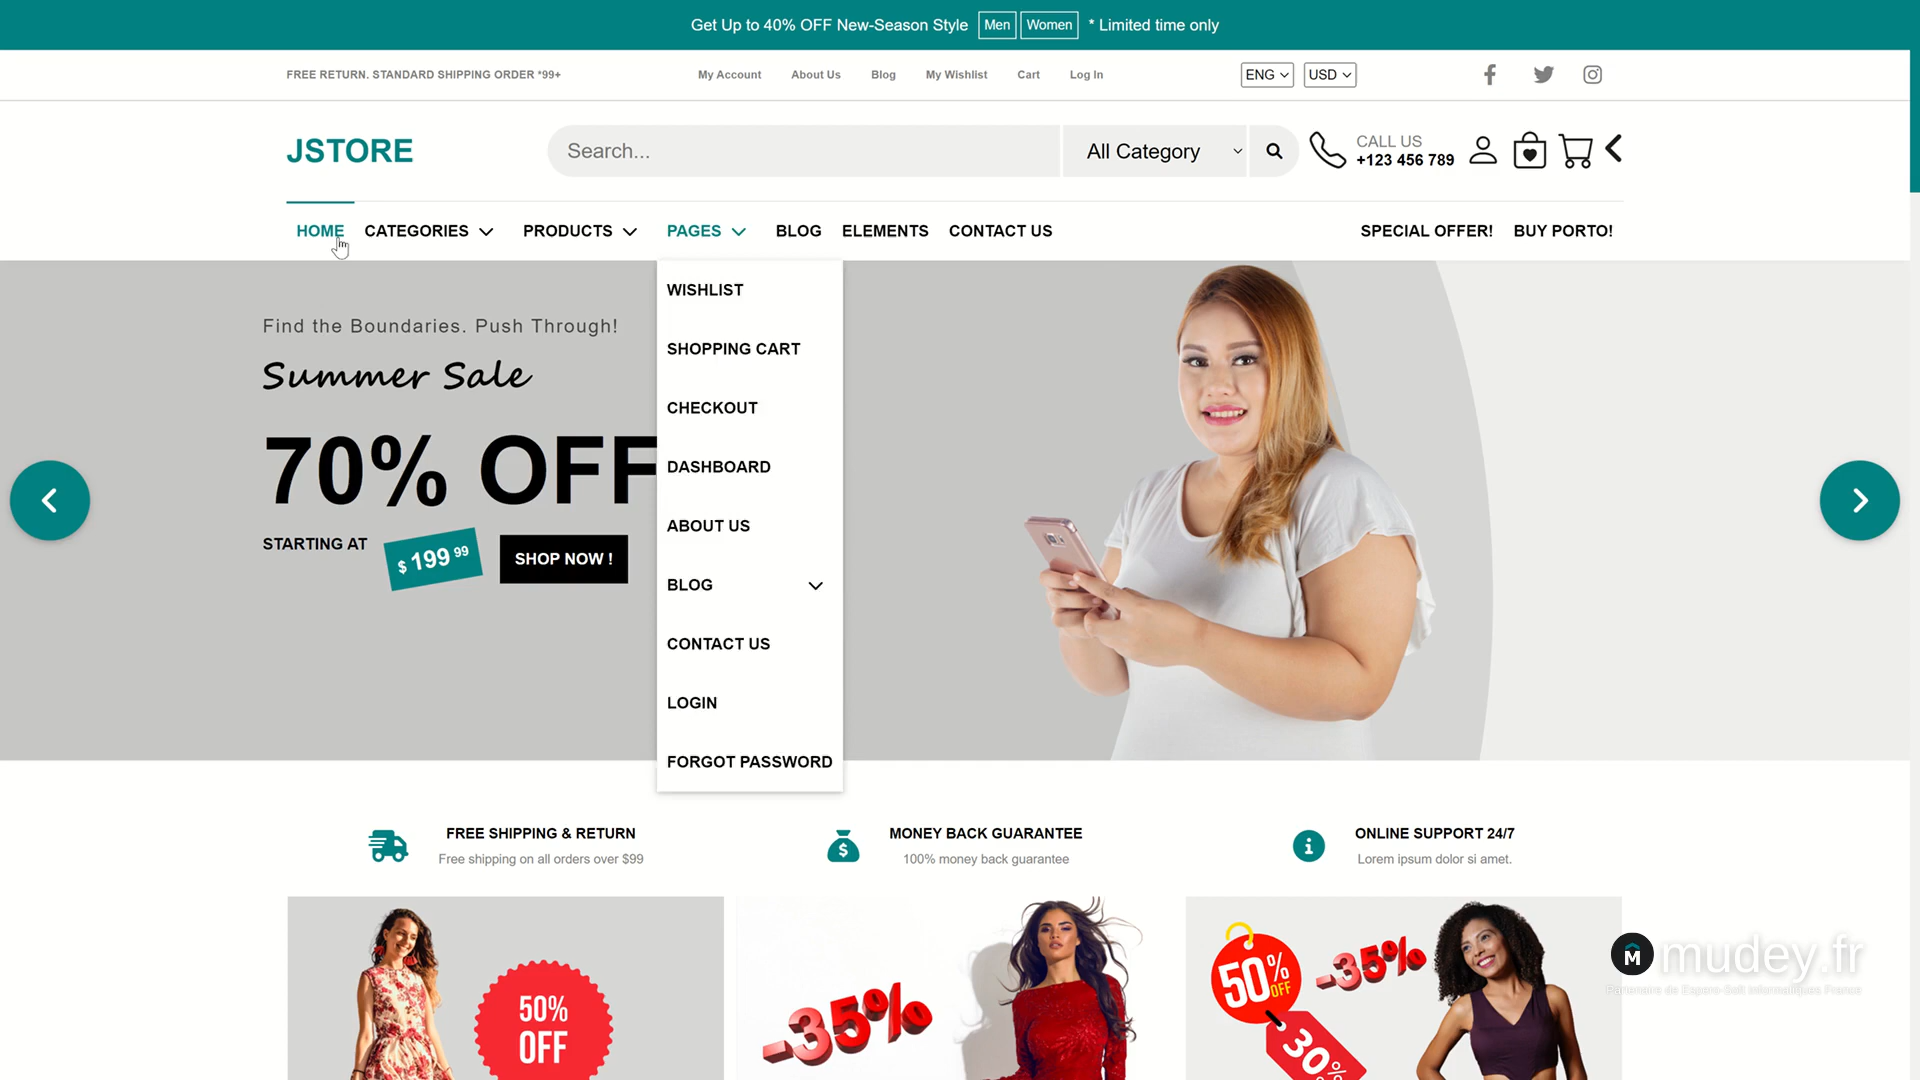 Get Up to 40% OFF New-Season Style Men Women * Limited time only
FREE RETURN. STANDARD SHIPPING ORDER *99+
My Account About Us Blog My Wishlist Cart Log In
ENG USD
JSTORE
Search...
All Category
CALL US
+123 456 789
HOME CATEGORIES PRODUCTS PAGES BLOG ELEMENTS CONTACT US
SPECIAL OFFER! BUY PORTO!
WISHLIST
SHOPPING CART
CHECKOUT
DASHBOARD
ABOUT US
BLOG
CONTACT US
LOGIN
FORGOT PASSWORD
Find the Boundaries. Push Through!
Summer Sale
70% OFF
STARTING AT
$ 199 99
SHOP NOW !
FREE SHIPPING & RETURN
Free shipping on all orders over $99
MONEY BACK GUARANTEE
100% money back guarantee
ONLINE SUPPORT 24/7
Lorem ipsum dolor si amet.
50%
OFF
-35%
50%
OFF
-35%
30%
M mudey.fr
Partenaire de Espero-Soft Informatiques France